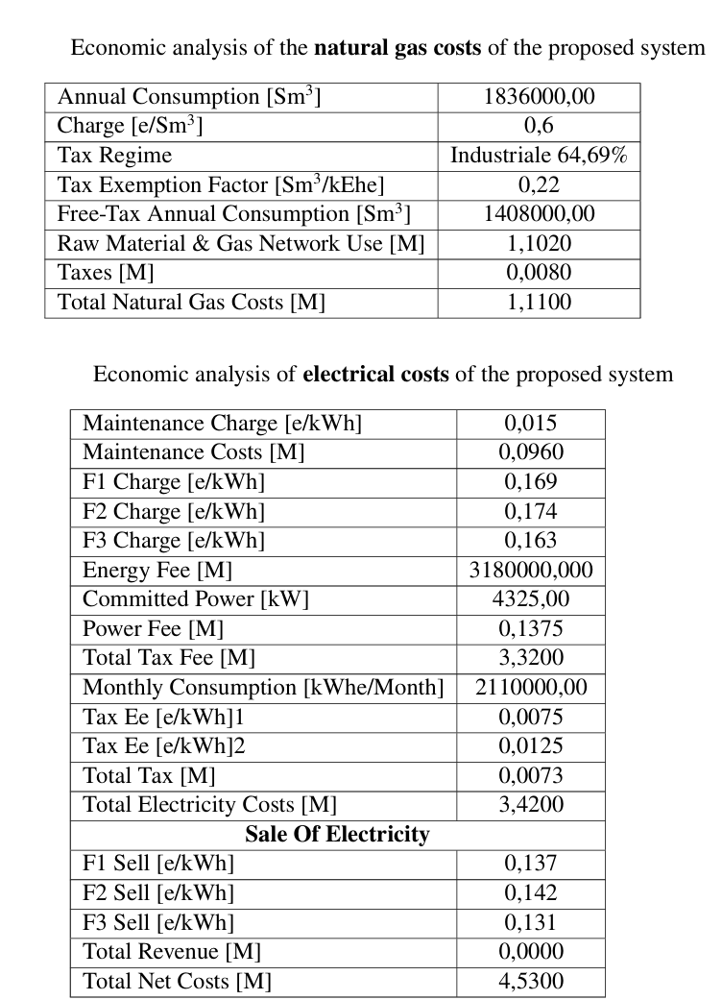 Economic analysis of the natural gas costs of the proposed system
Annual Consumption [Sm³] 1836000,00
Charge [e/Sm³] 0,6
Tax Regime Industriale 64,69%
Tax Exemption Factor [Sm³/kEhe] 0,22
Free-Tax Annual Consumption [Sm³] 1408000,00
Raw Material & Gas Network Use [M] 1,1020
Taxes [M] 0,0080
Total Natural Gas Costs [M] 1,1100
Economic analysis of electrical costs of the proposed system
Maintenance Charge [e/kWh] 0,015
Maintenance Costs [M] 0,0960
F1 Charge [e/kWh] 0,169
F2 Charge [e/kWh] 0,174
F3 Charge [e/kWh] 0,163
Energy Fee [M] 3180000,000
Committed Power [kW] 4325,00
Power Fee [M] 0,1375
Total Tax Fee [M] 3,3200
Monthly Consumption [kWhe/Month] 2110000,00
Tax Ee [e/kWh]1 0,0075
Tax Ee [e/kWh]2 0,0125
Total Tax [M] 0,0073
Total Electricity Costs [M] 3,4200
Sale Of Electricity
F1 Sell [e/kWh] 0,137
F2 Sell [e/kWh] 0,142
F3 Sell [e/kWh] 0,131
Total Revenue [M] 0,0000
Total Net Costs [M] 4,5300